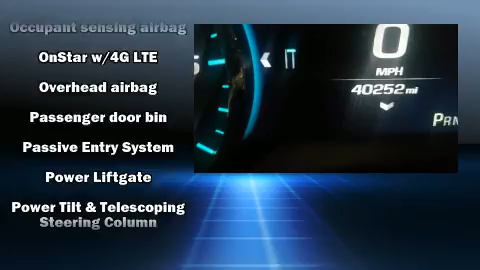 Occupant sensing airbag
OnStar w/4G LTE
Overhead airbag
Passenger door bin
Passive Entry System
Power Liftgate
Power Tilt & Telescoping
Steering Column
0
MPH
40252 mi